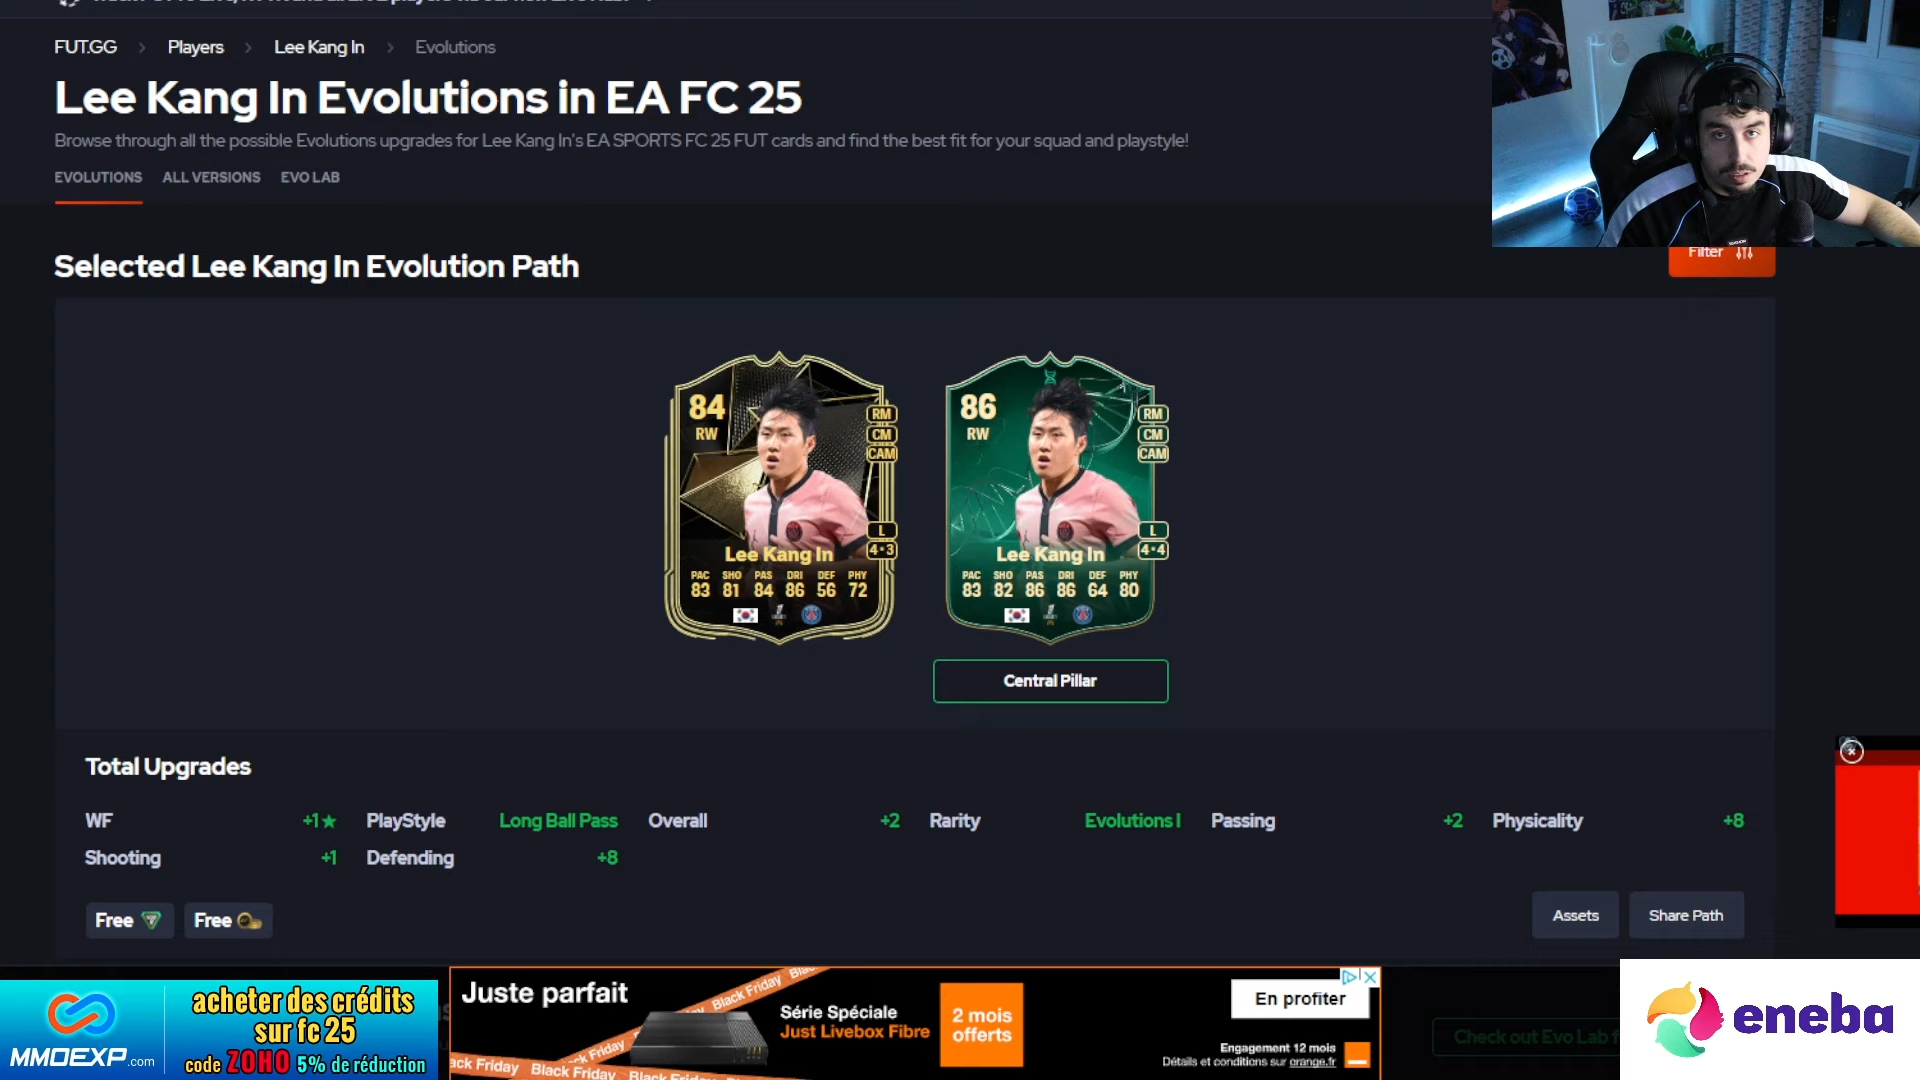 FUT.GG > Players > Lee Kang In > Evolutions
Lee Kang In Evolutions in EA FC 25
Browse through all the possible Evolutions upgrades for Lee Kang In's EA SPORTS FC 25 FUT cards and find the best fit for your squad and playstyle!
EVOLUTIONS ALL VERSIONS EVO LAB
Filter
Selected Lee Kang In Evolution Path
84
RW
RM
CM
CAM
L
4•3
Lee Kang In
PAC SHO PAS DRI DEF PHY
83 81 84 86 56 72
86
RW
RM
CM
CAM
L
4•4
Lee Kang In
PAC SHO PAS DRI DEF PHY
83 82 86 86 64 80
Central Pillar
Total Upgrades
WF +1★ PlayStyle Long Ball Pass Overall +2 Rarity Evolutions I Passing +2 Physicality +8
Shooting +1 Defending +8
Free Free
Assets Share Path
MMOEXP.com
acheter des crédits
sur fc 25
code ZOHO 5% de réduction
Juste parfait
Black Friday
Série Spéciale
Just Livebox Fibre
2 mois
offerts
En profiter
Engagement 12 mois
Détails et conditions sur orange.fr
Black Friday Black Friday
Check out Evo Lab
eneba